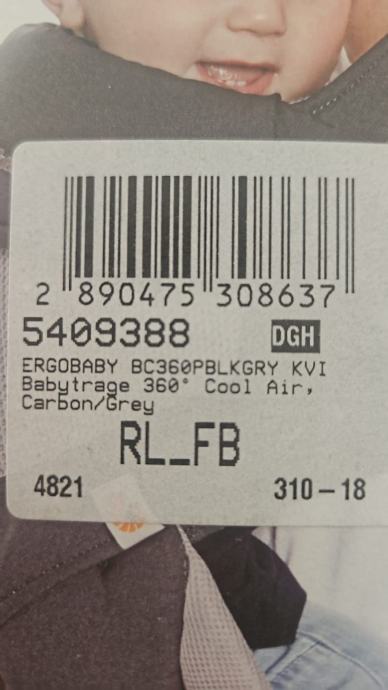 2 890475 308637
5409388 DGH
ERGOBABY BC360PBLKGRY KVI
Babytrage 360° Cool Air,
Carbon/Grey
RL_FB
4821 310-18